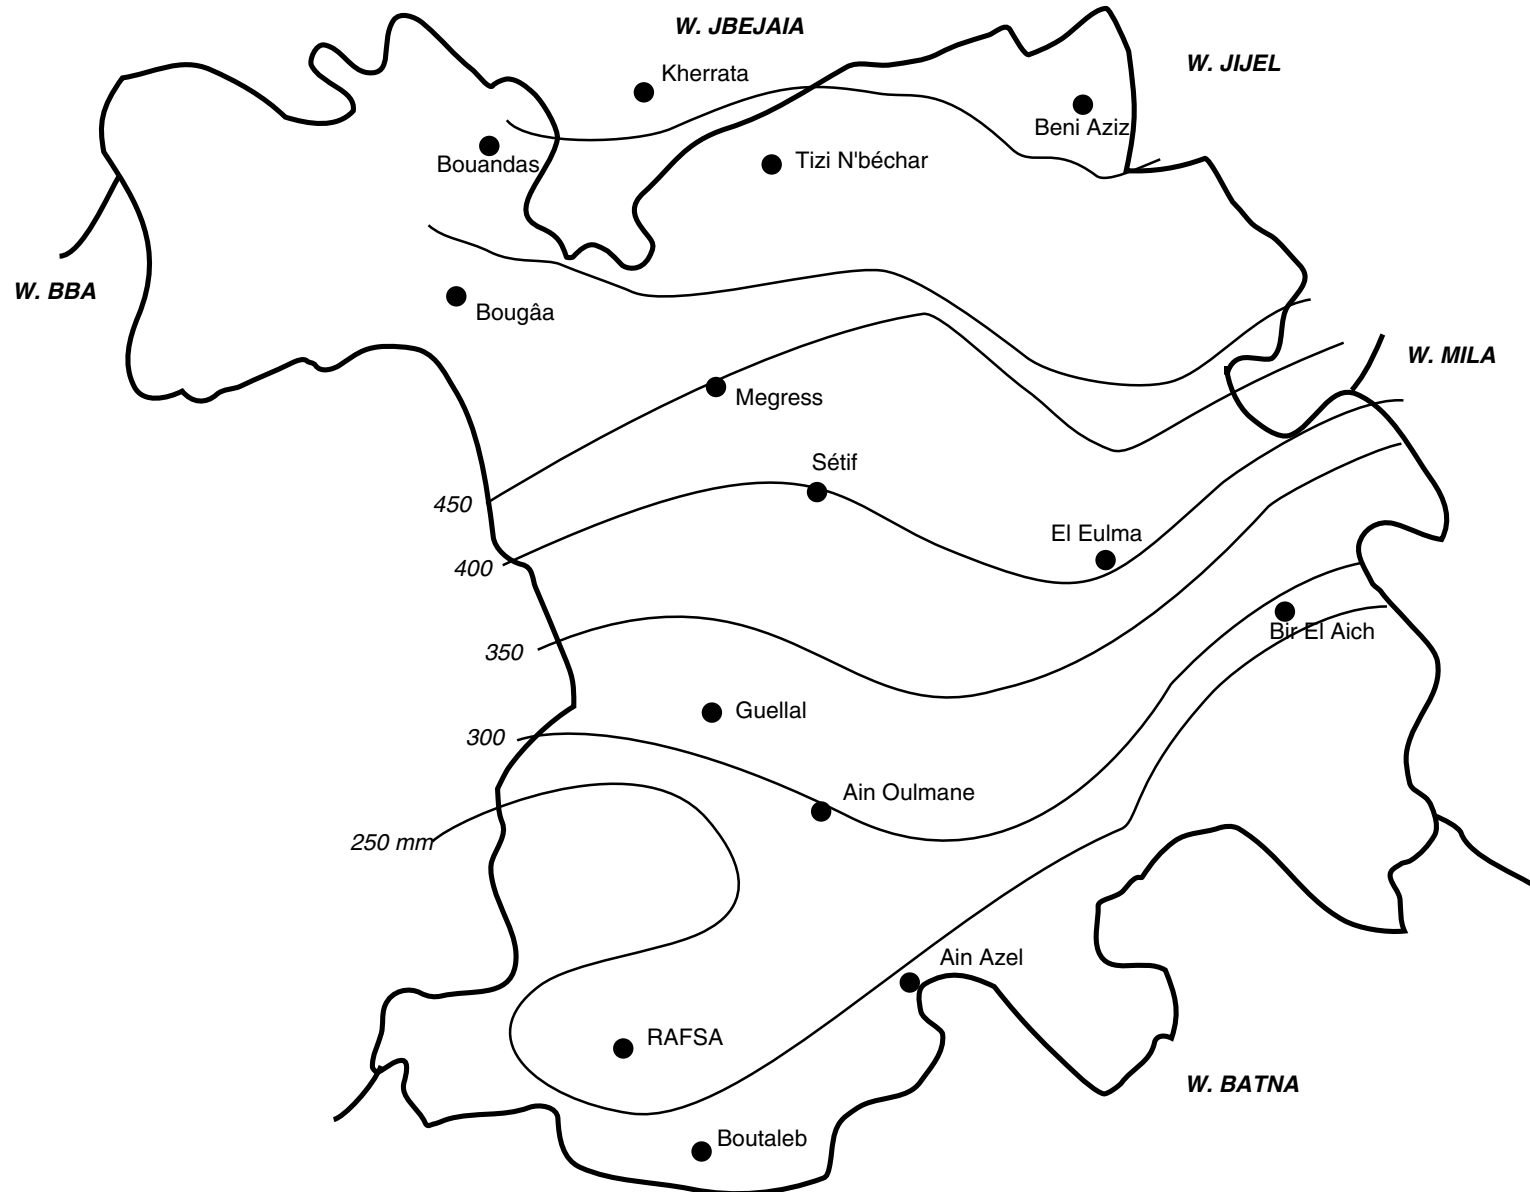 W. JBEJAIA
W. JIJEL
Kherrata
Beni Aziz
Bouandas
Tizi N'béchar
W. BBA
Bougâa
W. MILA
Megress
Sétif
450
El Eulma
400
Bir El Aich
350
Guellal
300
Ain Oulmane
250 mm
Ain Azel
RAFSA
W. BATNA
Boutaleb